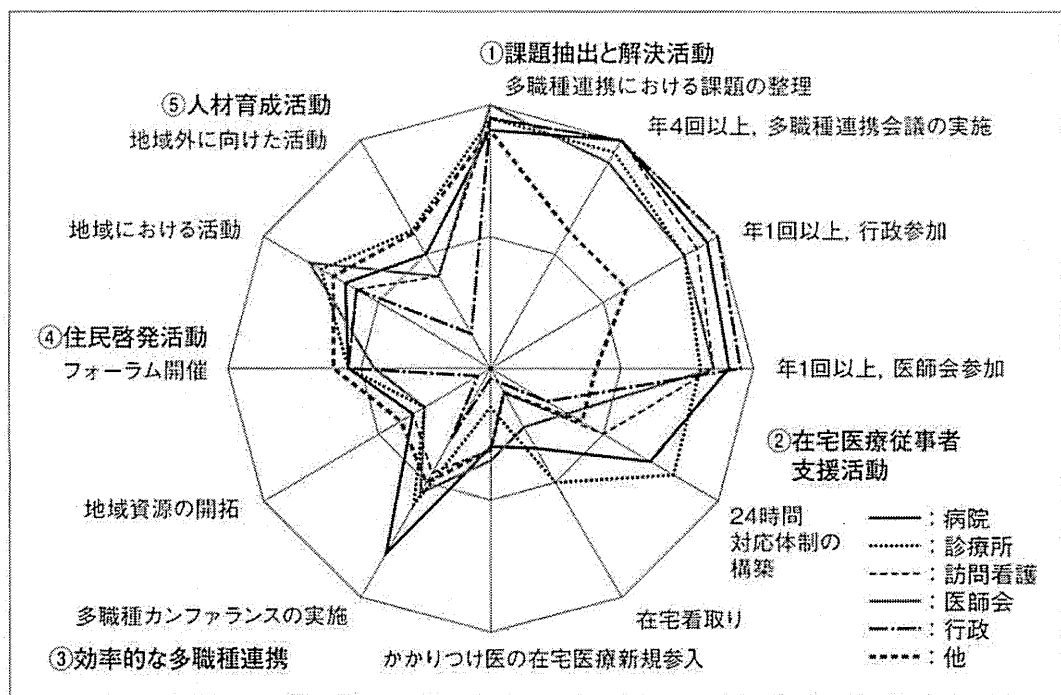 ①課題抽出と解決活動
多職種連携における課題の整理
年4回以上，多職種連携会議の実施
年1回以上，行政参加
年1回以上，医師会参加
②在宅医療従事者
支援活動
24時間
対応体制の
構築
在宅看取り
かかりつけ医の在宅医療新規参入
③効率的な多職種連携
多職種カンファランスの実施
地域資源の開拓
④住民啓発活動
フォーラム開催
地域における活動
⑤人材育成活動
地域外に向けた活動
：病院
：診療所
：訪問看護
：医師会
：行政
：他